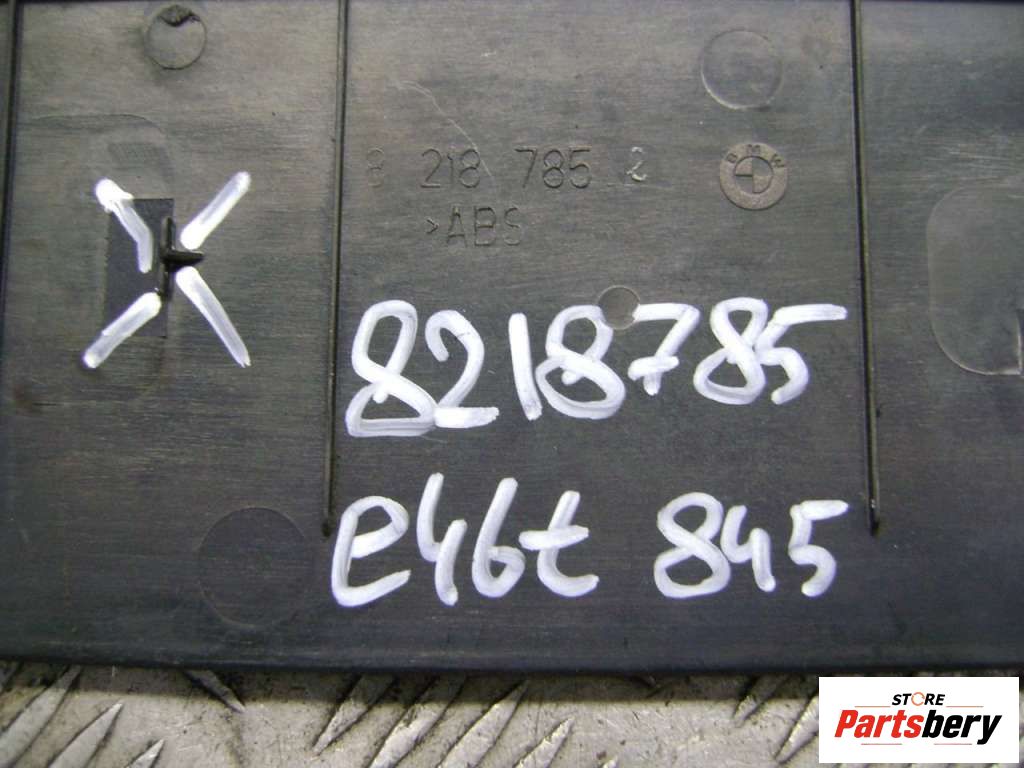 8 218 785 2
BMW
>ABS
8218785
e46t 845
STORE
Partsbery